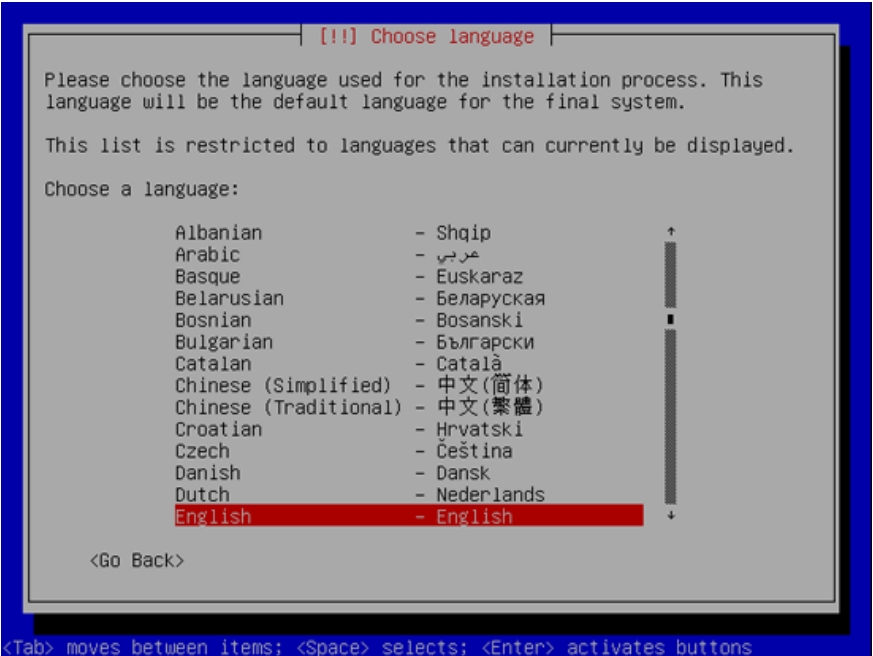 [!!] Choose language
Please choose the language used for the installation process. This
language will be the default language for the final system.
This list is restricted to languages that can currently be displayed.
Choose a language:
Albanian - Shqip
Arabic - عربي
Basque - Euskaraz
Belarusian - Беларуская
Bosnian - Bosanski
Bulgarian - Български
Catalan - Català
Chinese (Simplified) - 中文(简体)
Chinese (Traditional) - 中文(繁體)
Croatian - Hrvatski
Czech - Čeština
Danish - Dansk
Dutch - Nederlands
English - English
<Go Back>
<Tab> moves between items; <Space> selects; <Enter> activates buttons